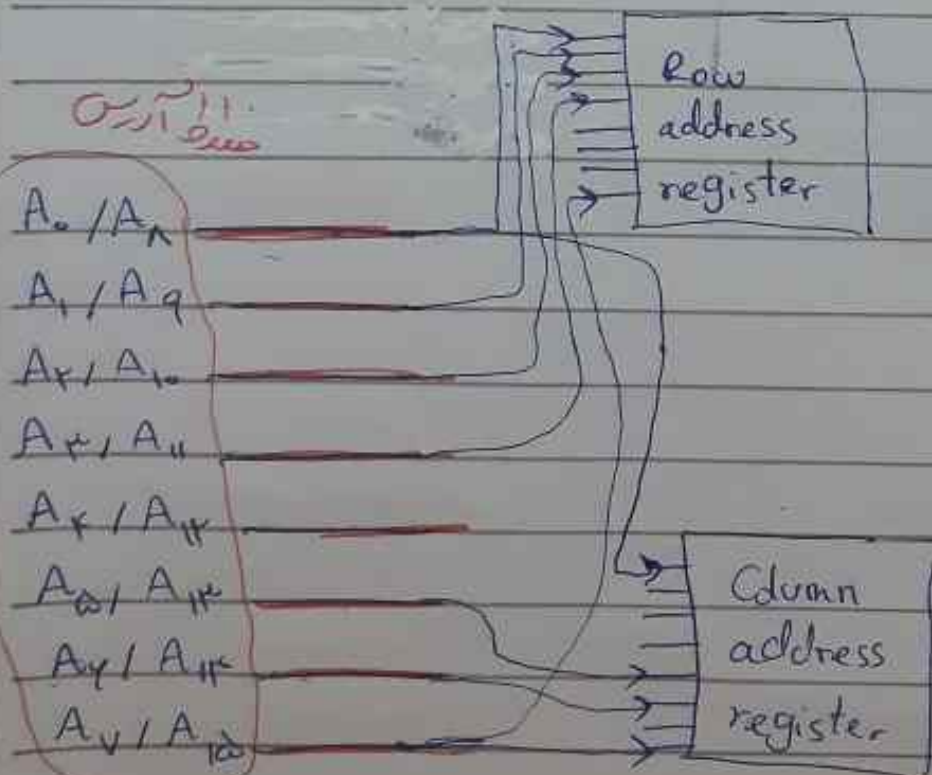 آدرس
A۰ / A۸
A۱ / A۹
A۲ / A۱۰
A۳ / A۱۱
A۴ / A۱۲
A۵ / A۱۳
A۶ / A۱۴
A۷ / A۱۵
Row
address
register
Column
address
register